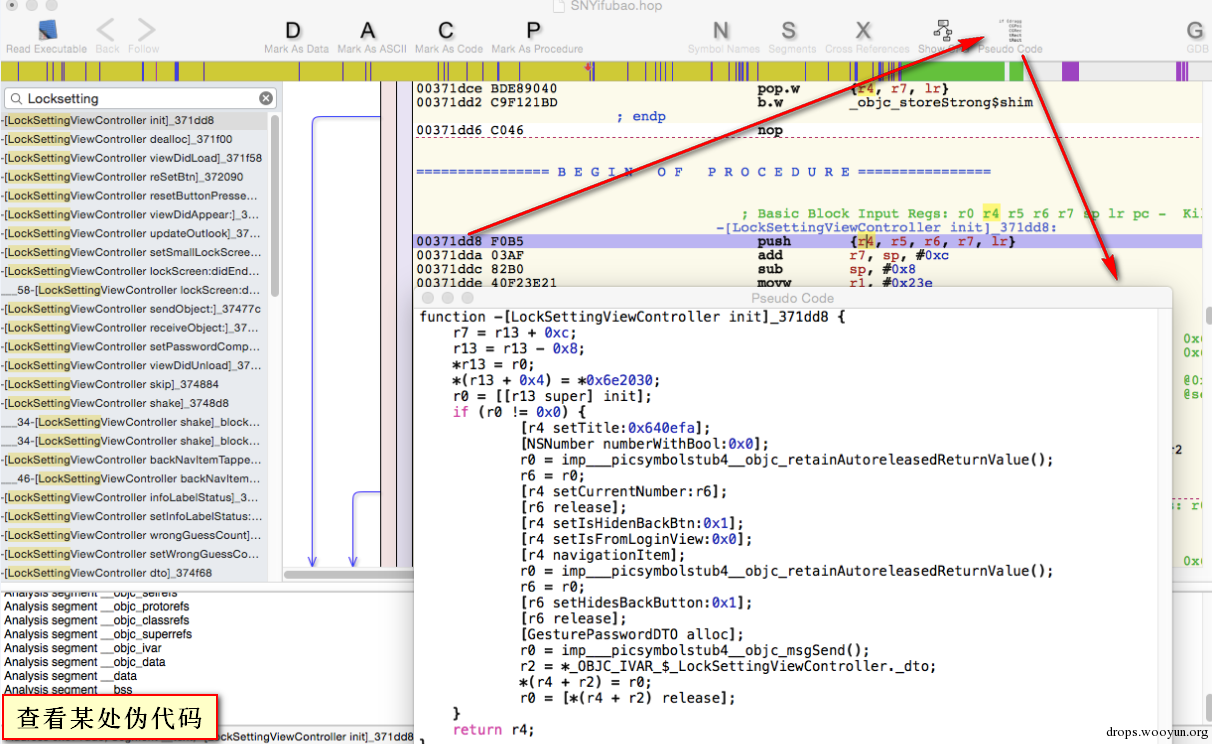 SNYifubao.hop
D A C P N S X G
Read Executable Back Follow Mark As Data Mark As ASCII Mark As Code Mark As Procedure Symbol Names Segments Cross References Pseudo Code GDB
Locksetting
-[LockSettingViewController init]_371dd8
-[LockSettingViewController dealloc]_371f00
-[LockSettingViewController viewDidLoad]_371f58
-[LockSettingViewController reSetBtn]_372090
-[LockSettingViewController resetButtonPresse...
-[LockSettingViewController viewDidAppear:]_3...
-[LockSettingViewController updateOutlook]_37...
-[LockSettingViewController setSmallLockScree...
-[LockSettingViewController lockScreen:didEnd...
___58-[LockSettingViewController lockScreen:d...
-[LockSettingViewController sendObject:]_37477c
-[LockSettingViewController receiveObject:]_37...
-[LockSettingViewController setPasswordComp...
-[LockSettingViewController viewDidUnload]_37...
-[LockSettingViewController skip]_374884
-[LockSettingViewController shake]_3748d8
___34-[LockSettingViewController shake]_block...
___34-[LockSettingViewController shake]_block...
-[LockSettingViewController backNavItemTappe...
___46-[LockSettingViewController backNavItem...
-[LockSettingViewController infoLabelStatus]_3...
-[LockSettingViewController setInfoLabelStatus:...
-[LockSettingViewController wrongGuessCount]...
-[LockSettingViewController setWrongGuessCo...
-[LockSettingViewController dto]_374f68
00371dce BDE89040 pop.w {r4, r7, lr}
00371dd2 C9F121BD b.w _objc_storeStrong$shim
; endp
00371dd6 C046 nop
================ B E G I N O F P R O C E D U R E ================
; Basic Block Input Regs: r0 r4 r5 r6 r7 sp lr pc - Kil
-[LockSettingViewController init]_371dd8:
00371dd8 F0B5 push {r4, r5, r6, r7, lr}
00371dda 03AF add r7, sp, #0xc
00371ddc 82B0 sub sp, #0x8
00371dde 40F23E21 movw r1, #0x23e
Pseudo Code
function -[LockSettingViewController init]_371dd8 {
r7 = r13 + 0xc;
r13 = r13 - 0x8;
*r13 = r0;
*(r13 + 0x4) = *0x6e2030;
r0 = [[r13 super] init];
if (r0 != 0x0) {
[r4 setTitle:0x640efa];
[NSNumber numberWithBool:0x0];
r0 = imp___picsymbolstub4__objc_retainAutoreleasedReturnValue();
r6 = r0;
[r4 setCurrentNumber:r6];
[r6 release];
[r4 setIsHidenBackBtn:0x1];
[r4 setIsFromLoginView:0x0];
[r4 navigationItem];
r0 = imp___picsymbolstub4__objc_retainAutoreleasedReturnValue();
r6 = r0;
[r6 setHidesBackButton:0x1];
[r6 release];
[GesturePasswordDTO alloc];
r0 = imp___picsymbolstub4__objc_msgSend();
r2 = *_OBJC_IVAR_$_LockSettingViewController._dto;
*(r4 + r2) = r0;
r0 = [*(r4 + r2) release];
}
return r4;
Analysis segment __objc_selrefs
Analysis segment __objc_protorefs
Analysis segment __objc_classrefs
Analysis segment __objc_superrefs
Analysis segment __objc_ivar
Analysis segment __objc_data
Analysis segment __data
Analysis segment __bss
查看某处伪代码
[LockSettingViewController init]_371dd8
drops.wooyun.org